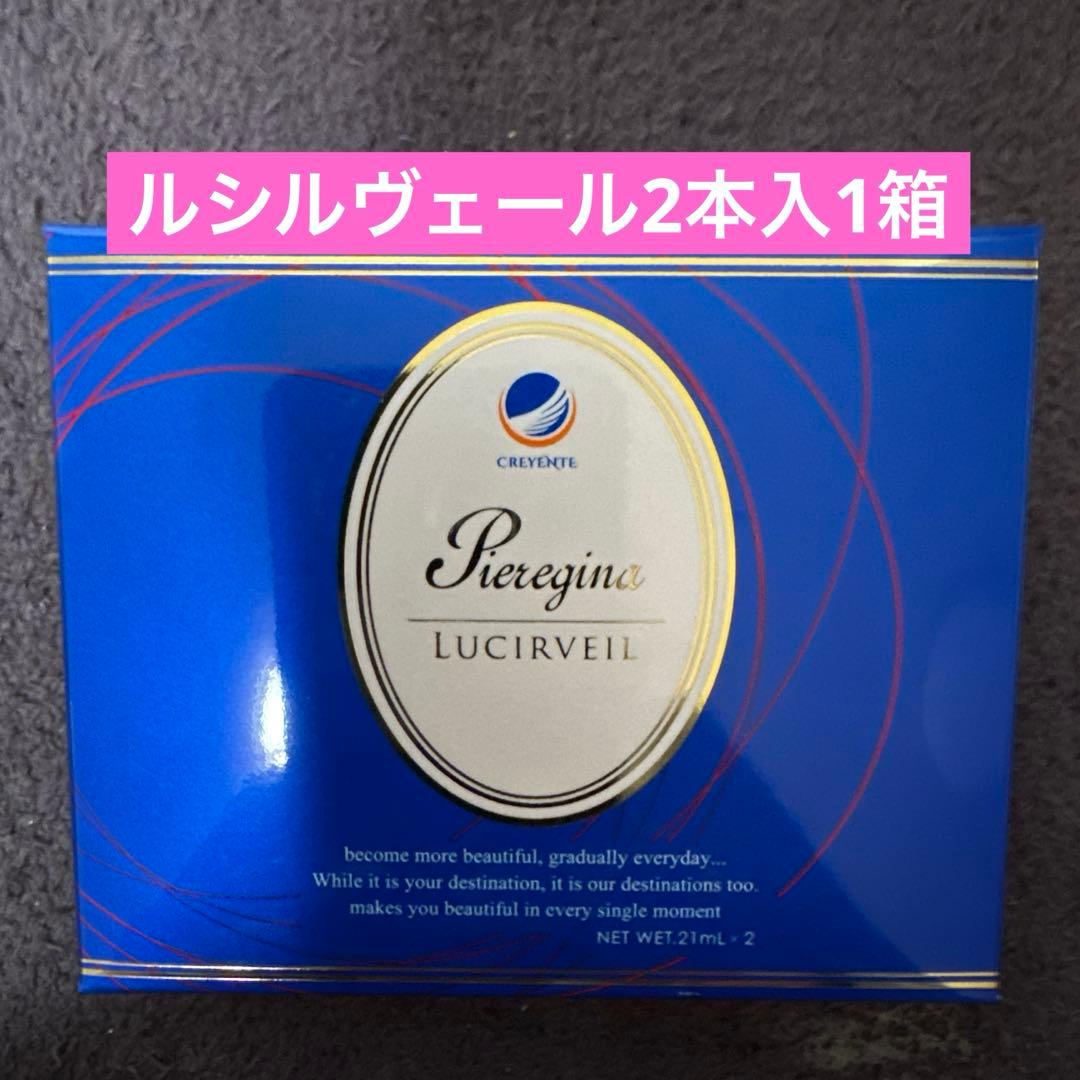 ルシルヴェール2本入1箱
CREYENTE
Pieregina
LUCIRVEIL
become more beautiful, gradually everyday...
While it is your destination, it is our destinations too.
makes you beautiful in every single moment
NET WET.21mL × 2